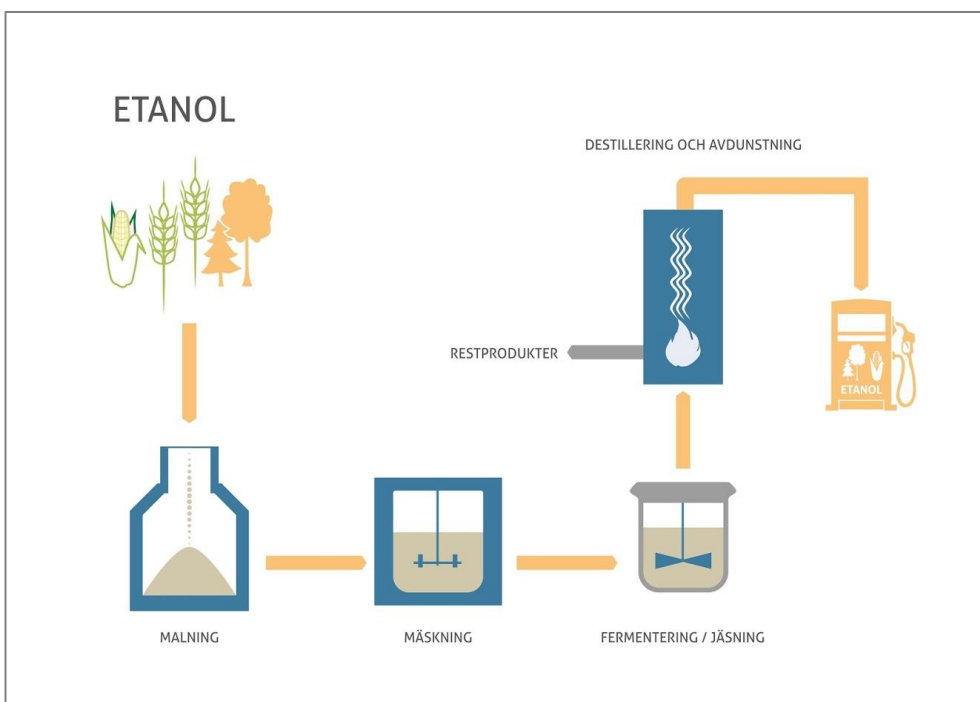 ETANOL
DESTILLERING OCH AVDUNSTNING
RESTPRODUKTER
ETANOL
MALNING
MÄSKNING
FERMENTERING / JÄSNING